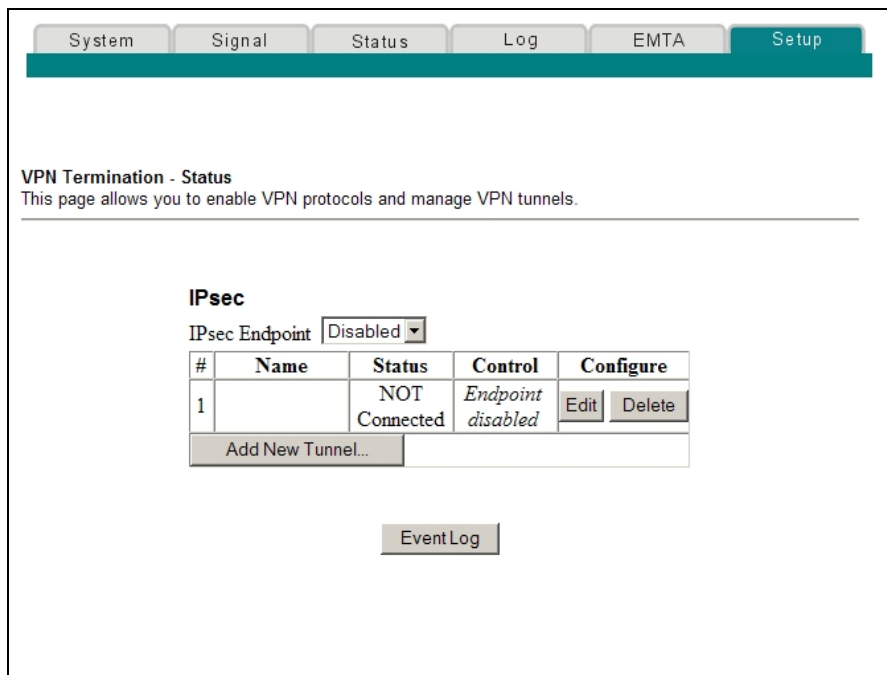 System Signal Status Log EMTA Setup
VPN Termination - Status
This page allows you to enable VPN protocols and manage VPN tunnels.
IPsec
IPsec Endpoint Disabled
# Name Status Control Configure
1 NOT Connected Endpoint disabled Edit Delete
Add New Tunnel...
Event Log